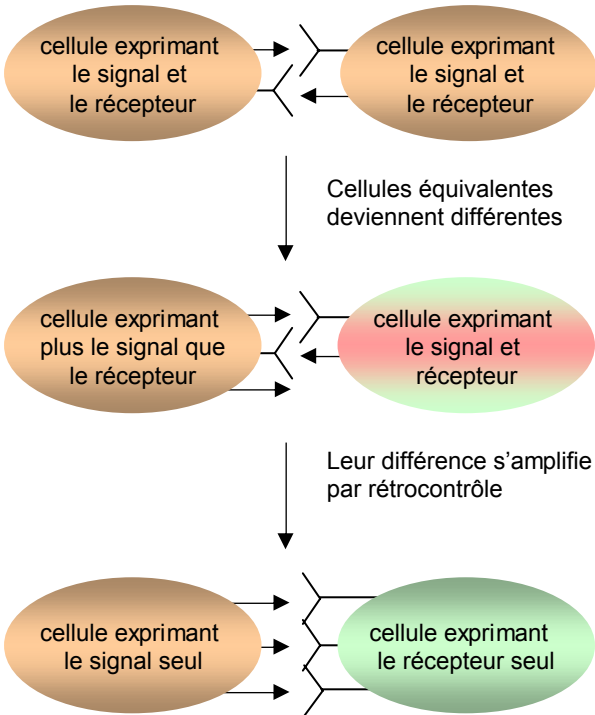 cellule exprimant
le signal et
le récepteur
cellule exprimant
le signal et
le récepteur
Cellules équivalentes
deviennent différentes
cellule exprimant
plus le signal que
le récepteur
cellule exprimant
le signal et
récepteur
Leur différence s'amplifie
par rétrocontrôle
cellule exprimant
le signal seul
cellule exprimant
le récepteur seul